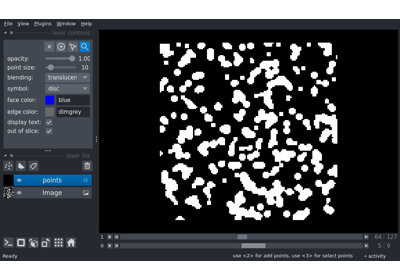 File View Plugins Window Help
layer controls
opacity: 1.00
point size: 10
blending: translucen
symbol: disc
face color: blue
edge color: dimgrey
display text:
out of slice:
layer list
points
Image
1 64 127
0 5 9
Ready use <2> for add points, use <3> for select points activity